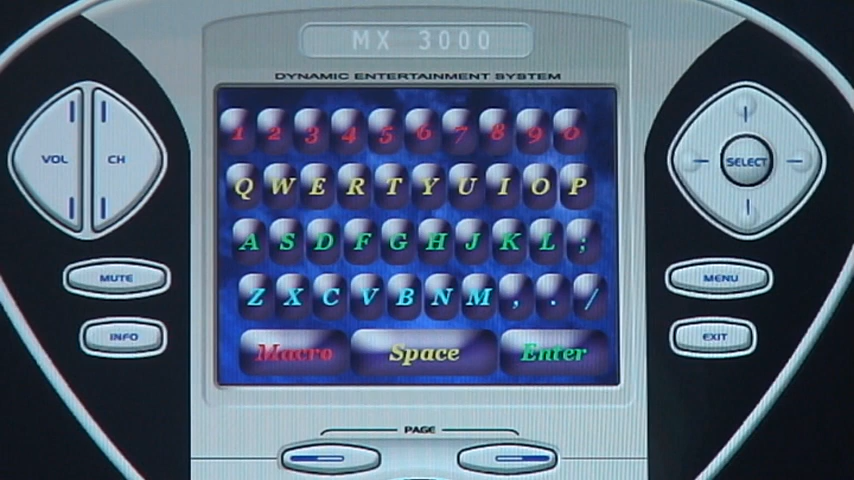 MX 3000
DYNAMIC ENTERTAINMENT SYSTEM
1 2 3 4 5 6 7 8 9 0
Q W E R T Y U I O P
VOL CH
SELECT
A S D F G H J K L ;
MUTE
MENU
Z X C V B N M , . /
INFO
EXIT
Macro Space Enter
PAGE